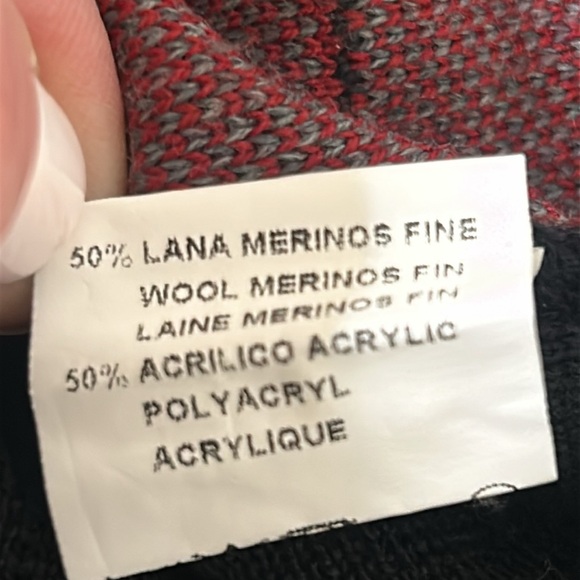 50% LANA MERINOS FINE
WOOL MERINOS FIN
LAINE MERINOS FIN
50% ACRILICO ACRYLIC
POLYACRYL
ACRYLIQUE